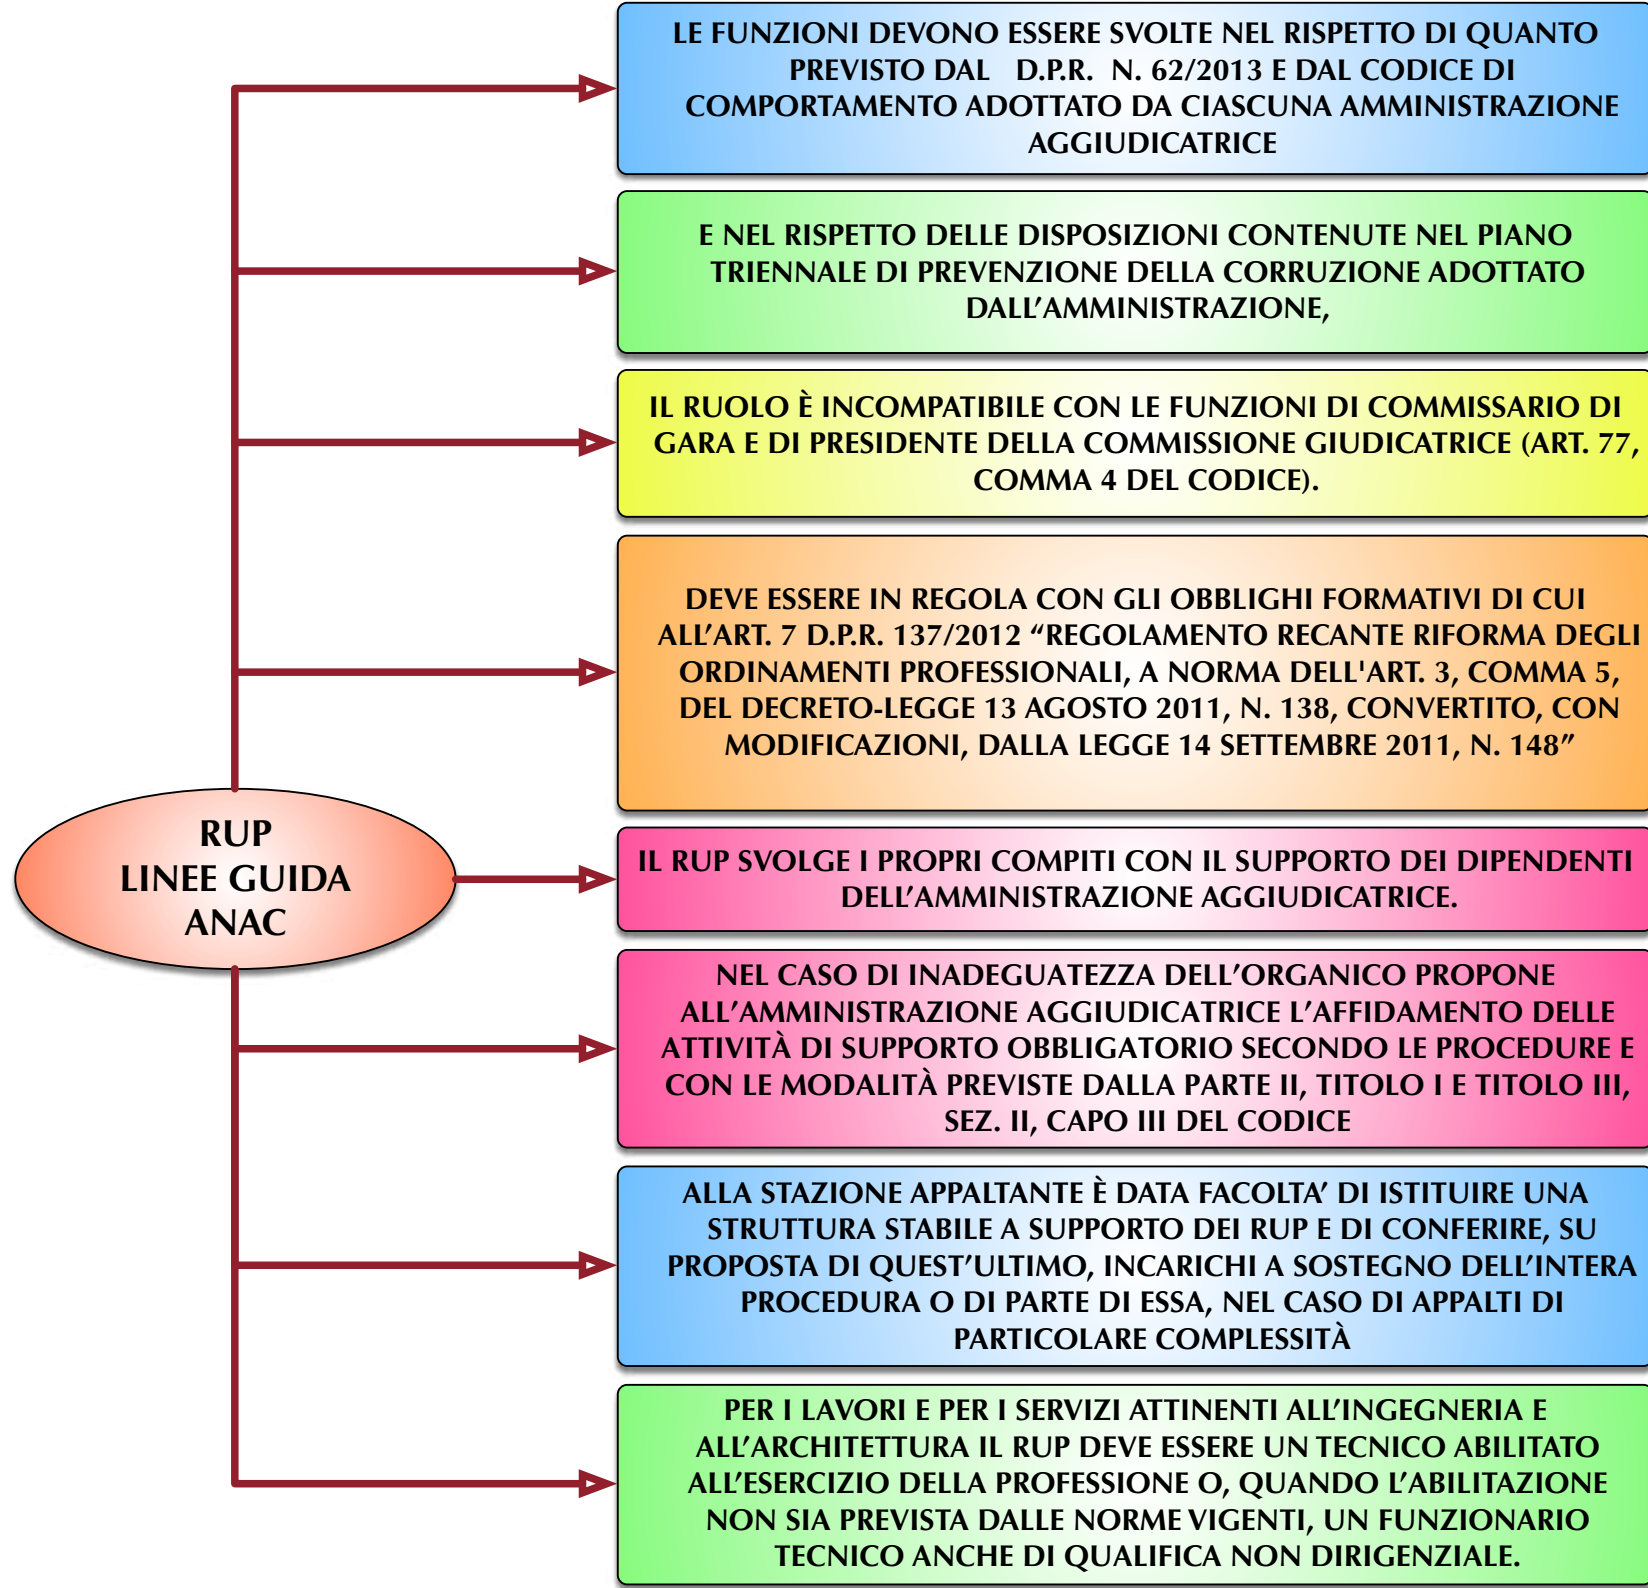 LE FUNZIONI DEVONO ESSERE SVOLTE NEL RISPETTO DI QUANTO
PREVISTO DAL D.P.R. N. 62/2013 E DAL CODICE DI
COMPORTAMENTO ADOTTATO DA CIASCUNA AMMINISTRAZIONE
AGGIUDICATRICE
E NEL RISPETTO DELLE DISPOSIZIONI CONTENUTE NEL PIANO
TRIENNALE DI PREVENZIONE DELLA CORRUZIONE ADOTTATO
DALL’AMMINISTRAZIONE,
IL RUOLO È INCOMPATIBILE CON LE FUNZIONI DI COMMISSARIO DI
GARA E DI PRESIDENTE DELLA COMMISSIONE GIUDICATRICE (ART. 77,
COMMA 4 DEL CODICE).
DEVE ESSERE IN REGOLA CON GLI OBBLIGHI FORMATIVI DI CUI
ALL’ART. 7 D.P.R. 137/2012 “REGOLAMENTO RECANTE RIFORMA DEGLI
ORDINAMENTI PROFESSIONALI, A NORMA DELL'ART. 3, COMMA 5,
DEL DECRETO-LEGGE 13 AGOSTO 2011, N. 138, CONVERTITO, CON
MODIFICAZIONI, DALLA LEGGE 14 SETTEMBRE 2011, N. 148”
RUP
LINEE GUIDA
ANAC
IL RUP SVOLGE I PROPRI COMPITI CON IL SUPPORTO DEI DIPENDENTI
DELL’AMMINISTRAZIONE AGGIUDICATRICE.
NEL CASO DI INADEGUATEZZA DELL’ORGANICO PROPONE
ALL’AMMINISTRAZIONE AGGIUDICATRICE L’AFFIDAMENTO DELLE
ATTIVITÀ DI SUPPORTO OBBLIGATORIO SECONDO LE PROCEDURE E
CON LE MODALITÀ PREVISTE DALLA PARTE II, TITOLO I E TITOLO III,
SEZ. II, CAPO III DEL CODICE
ALLA STAZIONE APPALTANTE È DATA FACOLTA’ DI ISTITUIRE UNA
STRUTTURA STABILE A SUPPORTO DEI RUP E DI CONFERIRE, SU
PROPOSTA DI QUEST’ULTIMO, INCARICHI A SOSTEGNO DELL’INTERA
PROCEDURA O DI PARTE DI ESSA, NEL CASO DI APPALTI DI
PARTICOLARE COMPLESSITÀ
PER I LAVORI E PER I SERVIZI ATTINENTI ALL’INGEGNERIA E
ALL’ARCHITETTURA IL RUP DEVE ESSERE UN TECNICO ABILITATO
ALL’ESERCIZIO DELLA PROFESSIONE O, QUANDO L’ABILITAZIONE
NON SIA PREVISTA DALLE NORME VIGENTI, UN FUNZIONARIO
TECNICO ANCHE DI QUALIFICA NON DIRIGENZIALE.